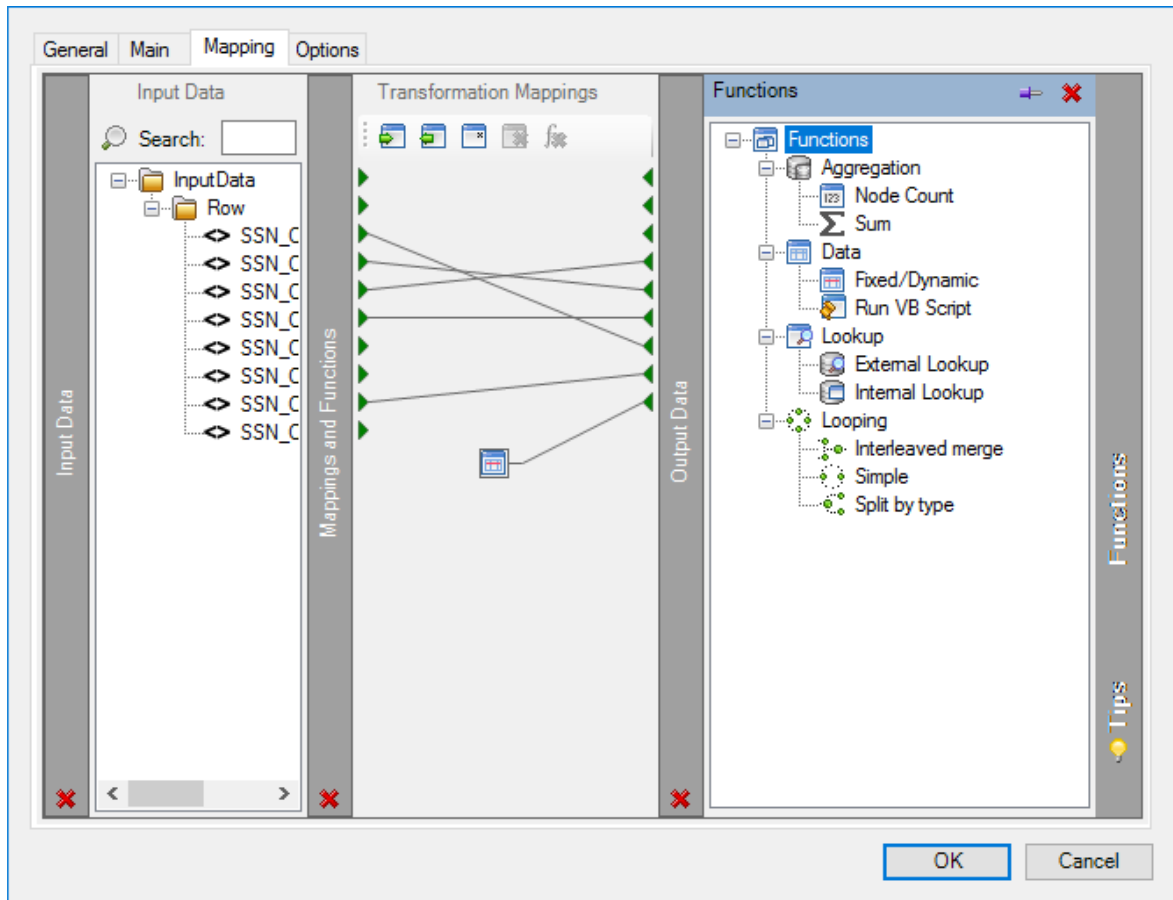 General Main Mapping Options
Input Data
Search:
InputData
Row
SSN_C
SSN_C
SSN_C
SSN_C
SSN_C
SSN_C
SSN_C
SSN_C
Input Data
Mappings and Functions
Transformation Mappings
Output Data
Functions
Functions
Aggregation
123 Node Count
Sum
Data
Fixed/Dynamic
Run VB Script
Lookup
External Lookup
Internal Lookup
Looping
Interleaved merge
Simple
Split by type
Functions
Tips
OK Cancel